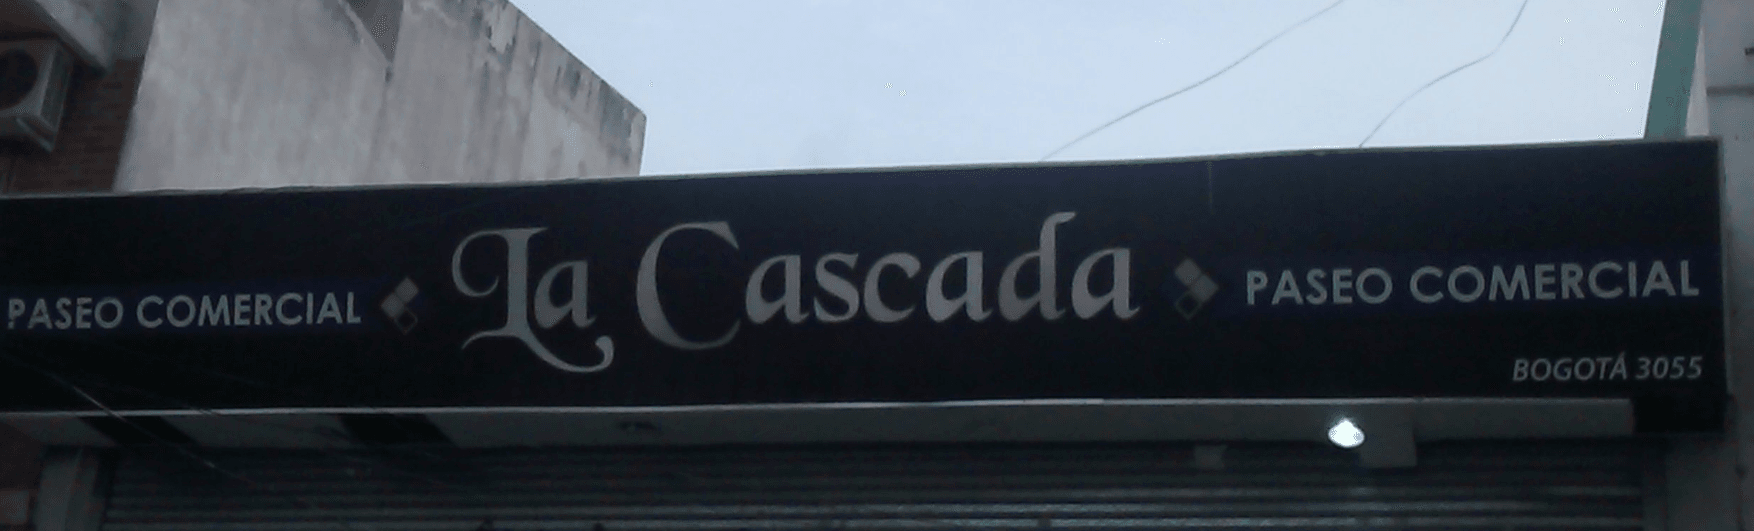 PASEO COMERCIAL La Cascada PASEO COMERCIAL
BOGOTÁ 3055